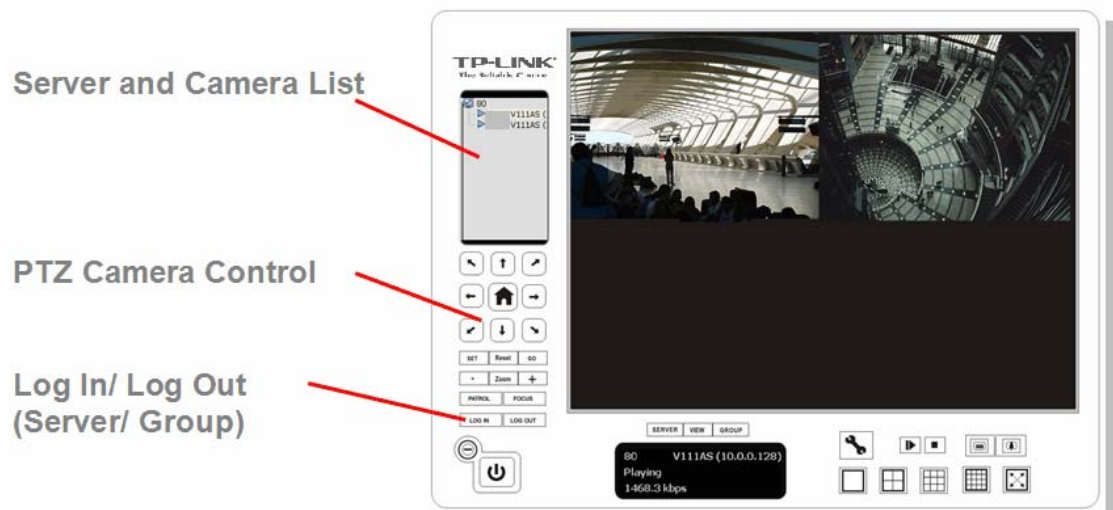 Server and Camera List
PTZ Camera Control
Log In/ Log Out
(Server/ Group)
TP-LINK
80
V111AS (
V111AS (
SET Reset GO
- Zoom +
PATROL FOCUS
LOG IN LOG OUT
SERVER VIEW GROUP
80 V111AS (10.0.0.128)
Playing
1468.3 kbps